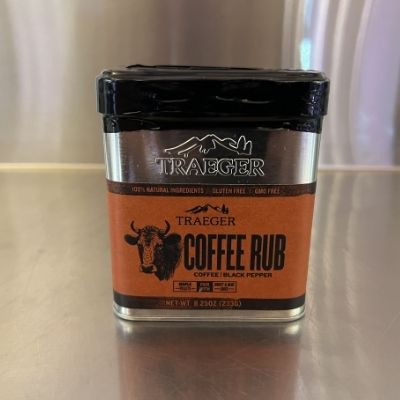 TRAEGER
100% NATURAL INGREDIENTS | GLUTEN FREE | GMO FREE
TRAEGER
COFFEE RUB
COFFEE / BLACK PEPPER
NET WT 8.25OZ (233G)